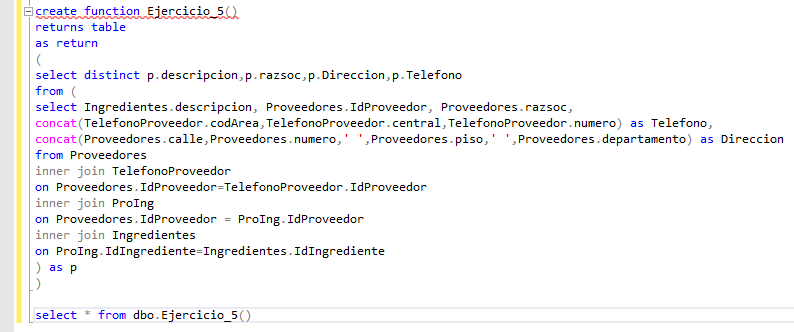 create function Ejercicio_5()
returns table
as return
(
select distinct p.descripcion,p.razsoc,p.Direccion,p.Telefono
from (
select Ingredientes.descripcion, Proveedores.IdProveedor, Proveedores.razsoc,
concat(TelefonoProveedor.codArea,TelefonoProveedor.central,TelefonoProveedor.numero) as Telefono,
concat(Proveedores.calle,Proveedores.numero,' ',Proveedores.piso,' ',Proveedores.departamento) as Direccion
from Proveedores
inner join TelefonoProveedor
on Proveedores.IdProveedor=TelefonoProveedor.IdProveedor
inner join ProIng
on Proveedores.IdProveedor = ProIng.IdProveedor
inner join Ingredientes
on ProIng.IdIngrediente=Ingredientes.IdIngrediente
) as p
)
select * from dbo.Ejercicio_5()